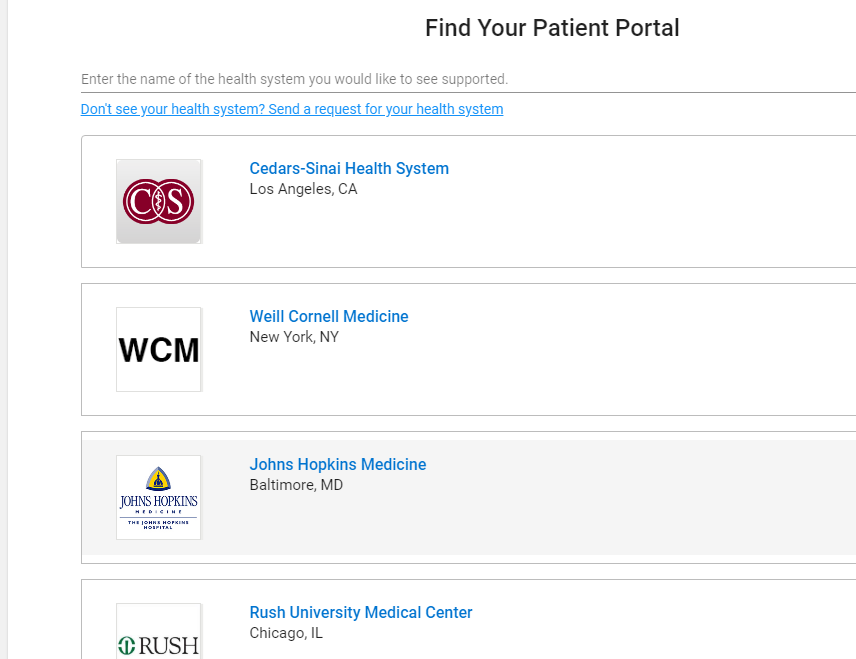 Find Your Patient Portal
Enter the name of the health system you would like to see supported.
Don't see your health system? Send a request for your health system
CS
Cedars-Sinai Health System
Los Angeles, CA
WCM
Weill Cornell Medicine
New York, NY
JOHNS HOPKINS
MEDICINE
THE JOHNS HOPKINS
HOSPITAL
Johns Hopkins Medicine
Baltimore, MD
RUSH
Rush University Medical Center
Chicago, IL